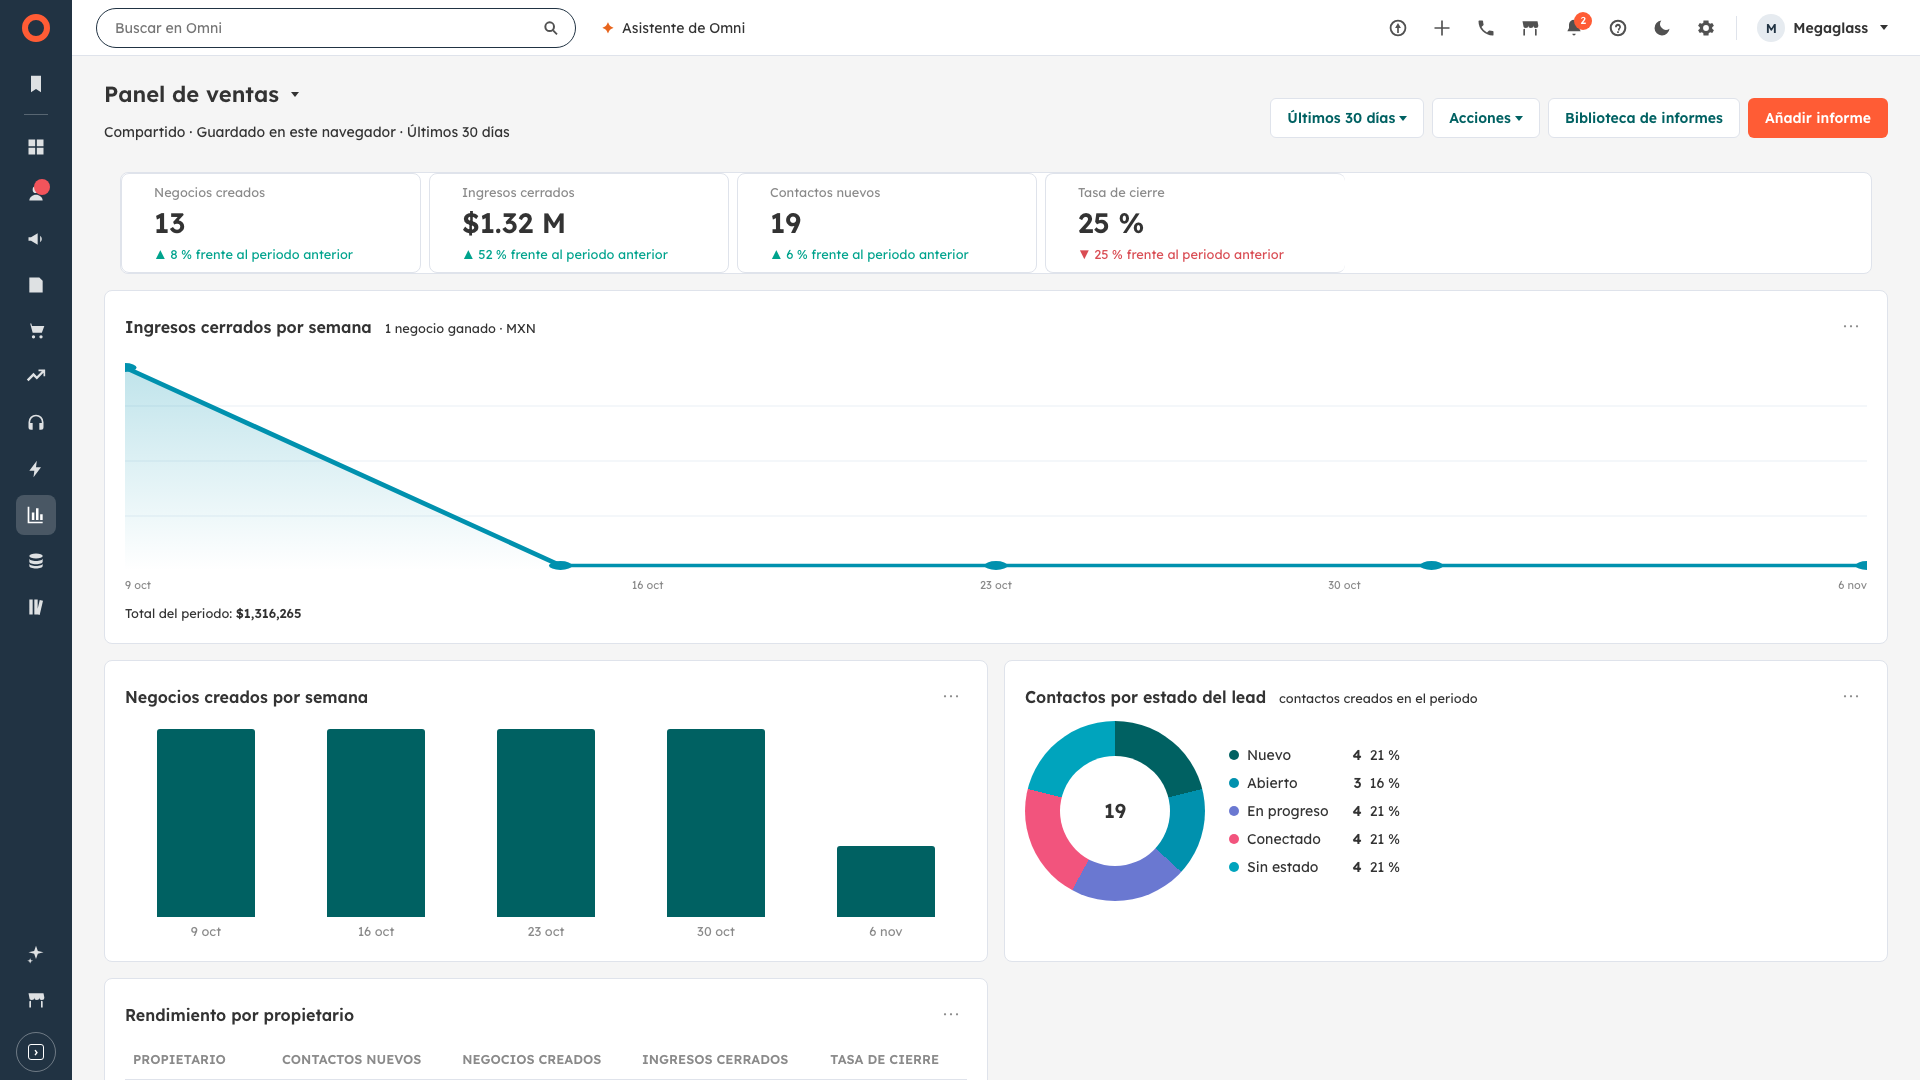 Buscar en Omni
Asistente de Omni
2
M
Megaglass
Panel de ventas
Compartido · Guardado en este navegador · Últimos 30 días
Últimos 30 días
Acciones
Biblioteca de informes
Añadir informe
Negocios creados
13
▲ 8 % frente al periodo anterior
Ingresos cerrados
$1.32 M
▲ 52 % frente al periodo anterior
Contactos nuevos
19
▲ 6 % frente al periodo anterior
Tasa de cierre
25 %
▼ 25 % frente al periodo anterior
Ingresos cerrados por semana 1 negocio ganado · MXN
9 oct 16 oct 23 oct 30 oct 6 nov
Total del periodo: $1,316,265
Negocios creados por semana
9 oct 16 oct 23 oct 30 oct 6 nov
Contactos por estado del lead contactos creados en el periodo
19
Nuevo 4 21 %
Abierto 3 16 %
En progreso 4 21 %
Conectado 4 21 %
Sin estado 4 21 %
Rendimiento por propietario
PROPIETARIO CONTACTOS NUEVOS NEGOCIOS CREADOS INGRESOS CERRADOS TASA DE CIERRE